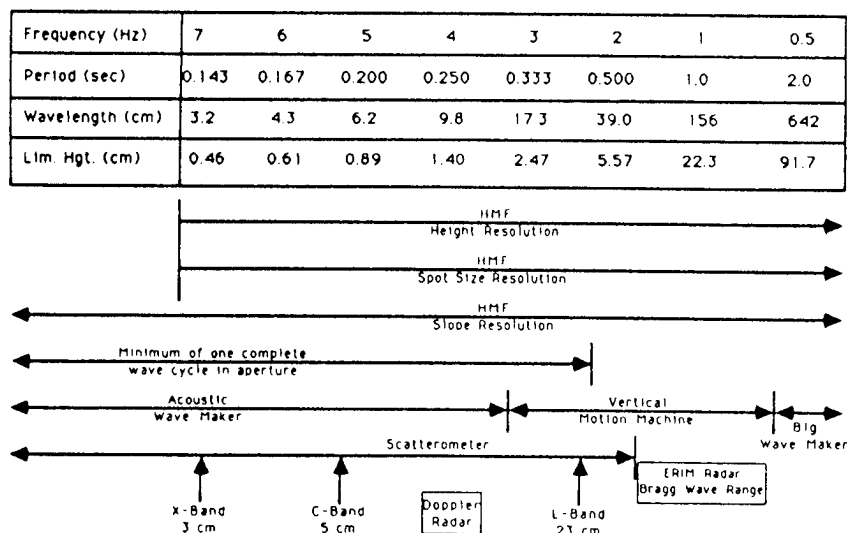 Frequency (Hz) 7 6 5 4 3 2 1 0.5
Period (sec) 0.143 0.167 0.200 0.250 0.333 0.500 1.0 2.0
Wavelength (cm) 3.2 4.3 6.2 9.8 17 3 39.0 156 642
Lim. Hgt. (cm) 0.46 0.61 0.89 1.40 2.47 5.57 22.3 91.7
HMF
Height Resolution
HMF
Spot Size Resolution
HMF
Slope Resolution
Minimum of one complete
wave cycle in aperture
Acoustic
Wave Maker
Vertical
Motion Machine
Big
Wave Maker
Scatterometer
ERIM Radar
Bragg Wave Range
X-Band
3 cm
C-Band
5 cm
Doppler
Radar
L-Band
23 cm